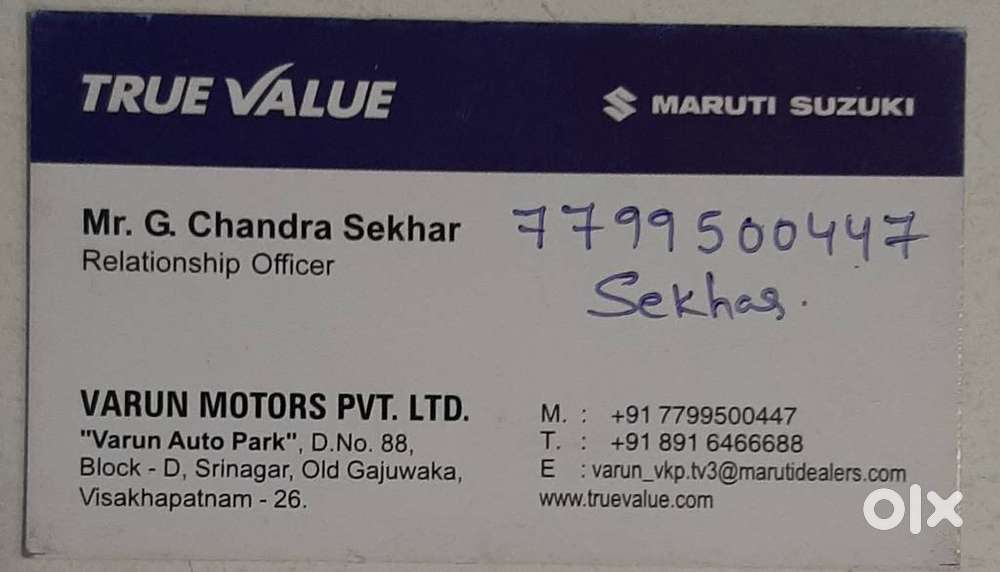 TRUE VALUE
MARUTI SUZUKI
Mr. G. Chandra Sekhar
Relationship Officer
7799500447
Sekhar.
VARUN MOTORS PVT. LTD.
"Varun Auto Park", D.No. 88,
Block - D, Srinagar, Old Gajuwaka,
Visakhapatnam - 26.
M. : +91 7799500447
T. : +91 891 6466688
E : varun_vkp.tv3@marutidealers.com
www.truevalue.com
olx